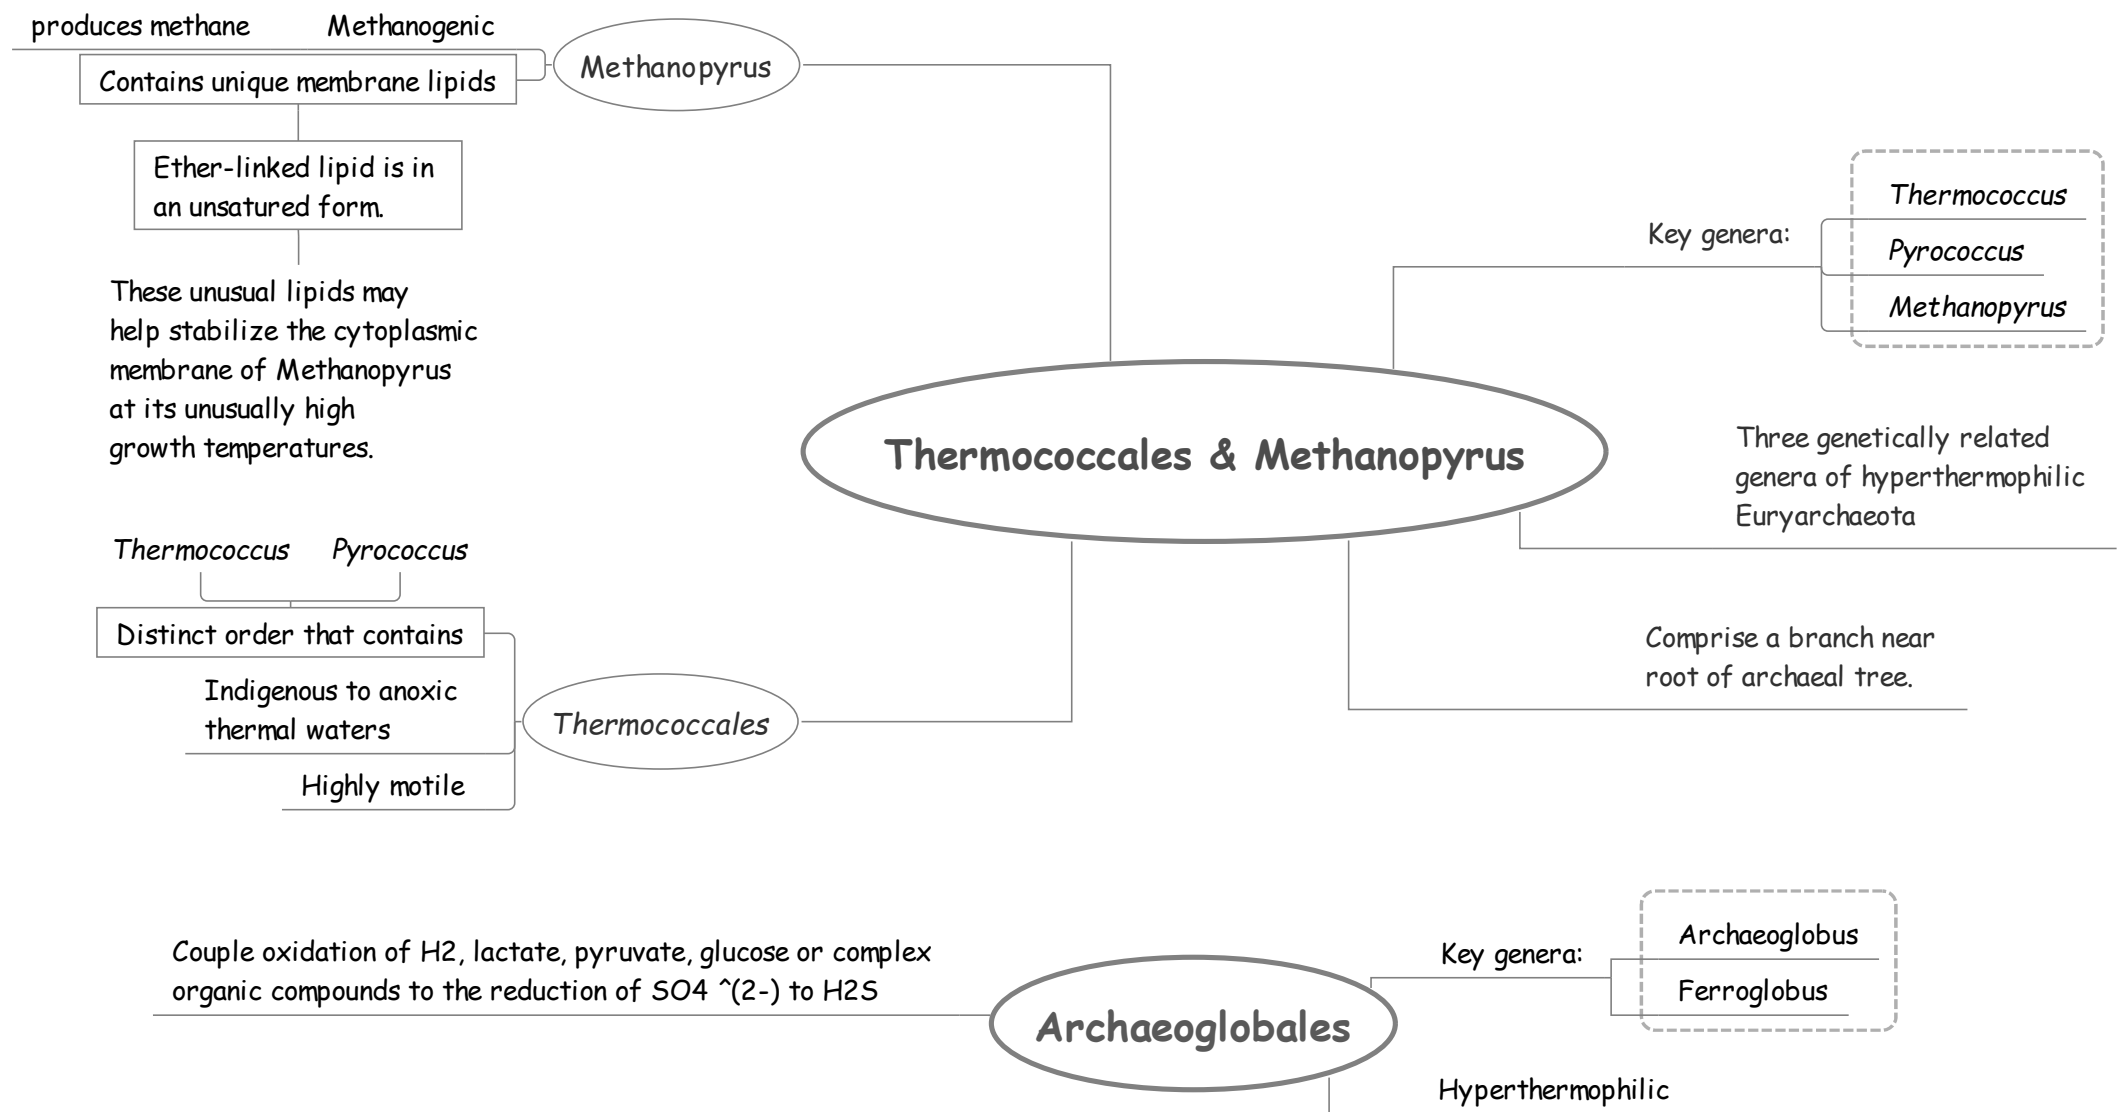 produces methane Methanogenic
Contains unique membrane lipids
Methanopyrus
Ether-linked lipid is in
an unsatured form.
These unusual lipids may
help stabilize the cytoplasmic
membrane of Methanopyrus
at its unusually high
growth temperatures.
Key genera:
Thermococcus
Pyrococcus
Methanopyrus
Thermococcales & Methanopyrus
Three genetically related
genera of hyperthermophilic
Euryarchaeota
Comprise a branch near
root of archaeal tree.
Thermococcus Pyrococcus
Distinct order that contains
Indigenous to anoxic
thermal waters
Highly motile
Thermococcales
Couple oxidation of H2, lactate, pyruvate, glucose or complex
organic compounds to the reduction of SO4 ^(2-) to H2S
Archaeoglobales
Key genera:
Archaeoglobus
Ferroglobus
Hyperthermophilic